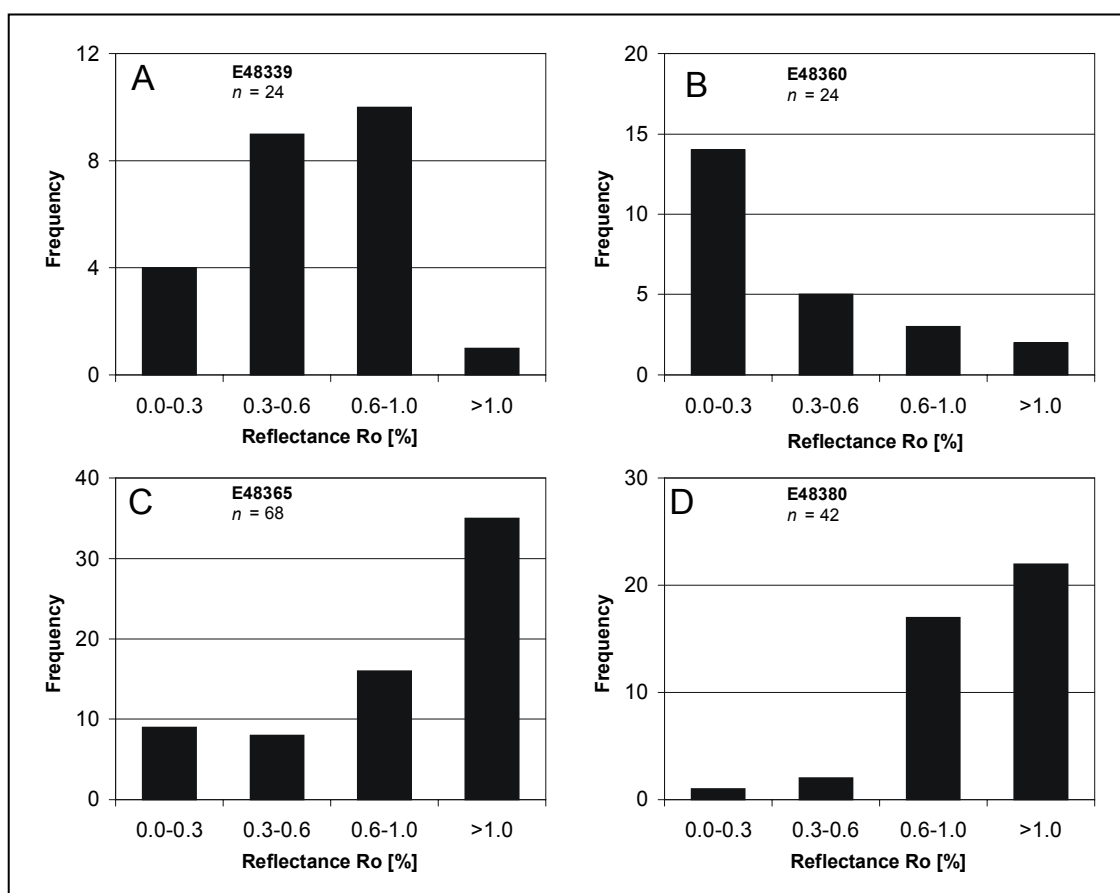 A
E48339
n = 24
Frequency
12
8
4
0
0.0-0.3 0.3-0.6 0.6-1.0 >1.0
Reflectance Ro [%]
B
E48360
n = 24
Frequency
20
15
10
5
0
0.0-0.3 0.3-0.6 0.6-1.0 >1.0
Reflectance Ro [%]
C
E48365
n = 68
Frequency
40
30
20
10
0
0.0-0.3 0.3-0.6 0.6-1.0 >1.0
Reflectance Ro [%]
D
E48380
n = 42
Frequency
30
20
10
0
0.0-0.3 0.3-0.6 0.6-1.0 >1.0
Reflectance Ro [%]